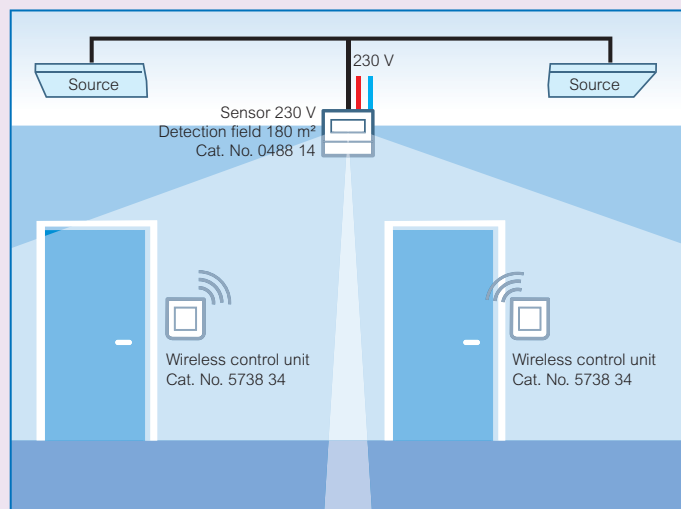 230 V
Source
Source
Sensor 230 V
Detection field 180 m²
Cat. No. 0488 14
Wireless control unit
Cat. No. 5738 34
Wireless control unit
Cat. No. 5738 34